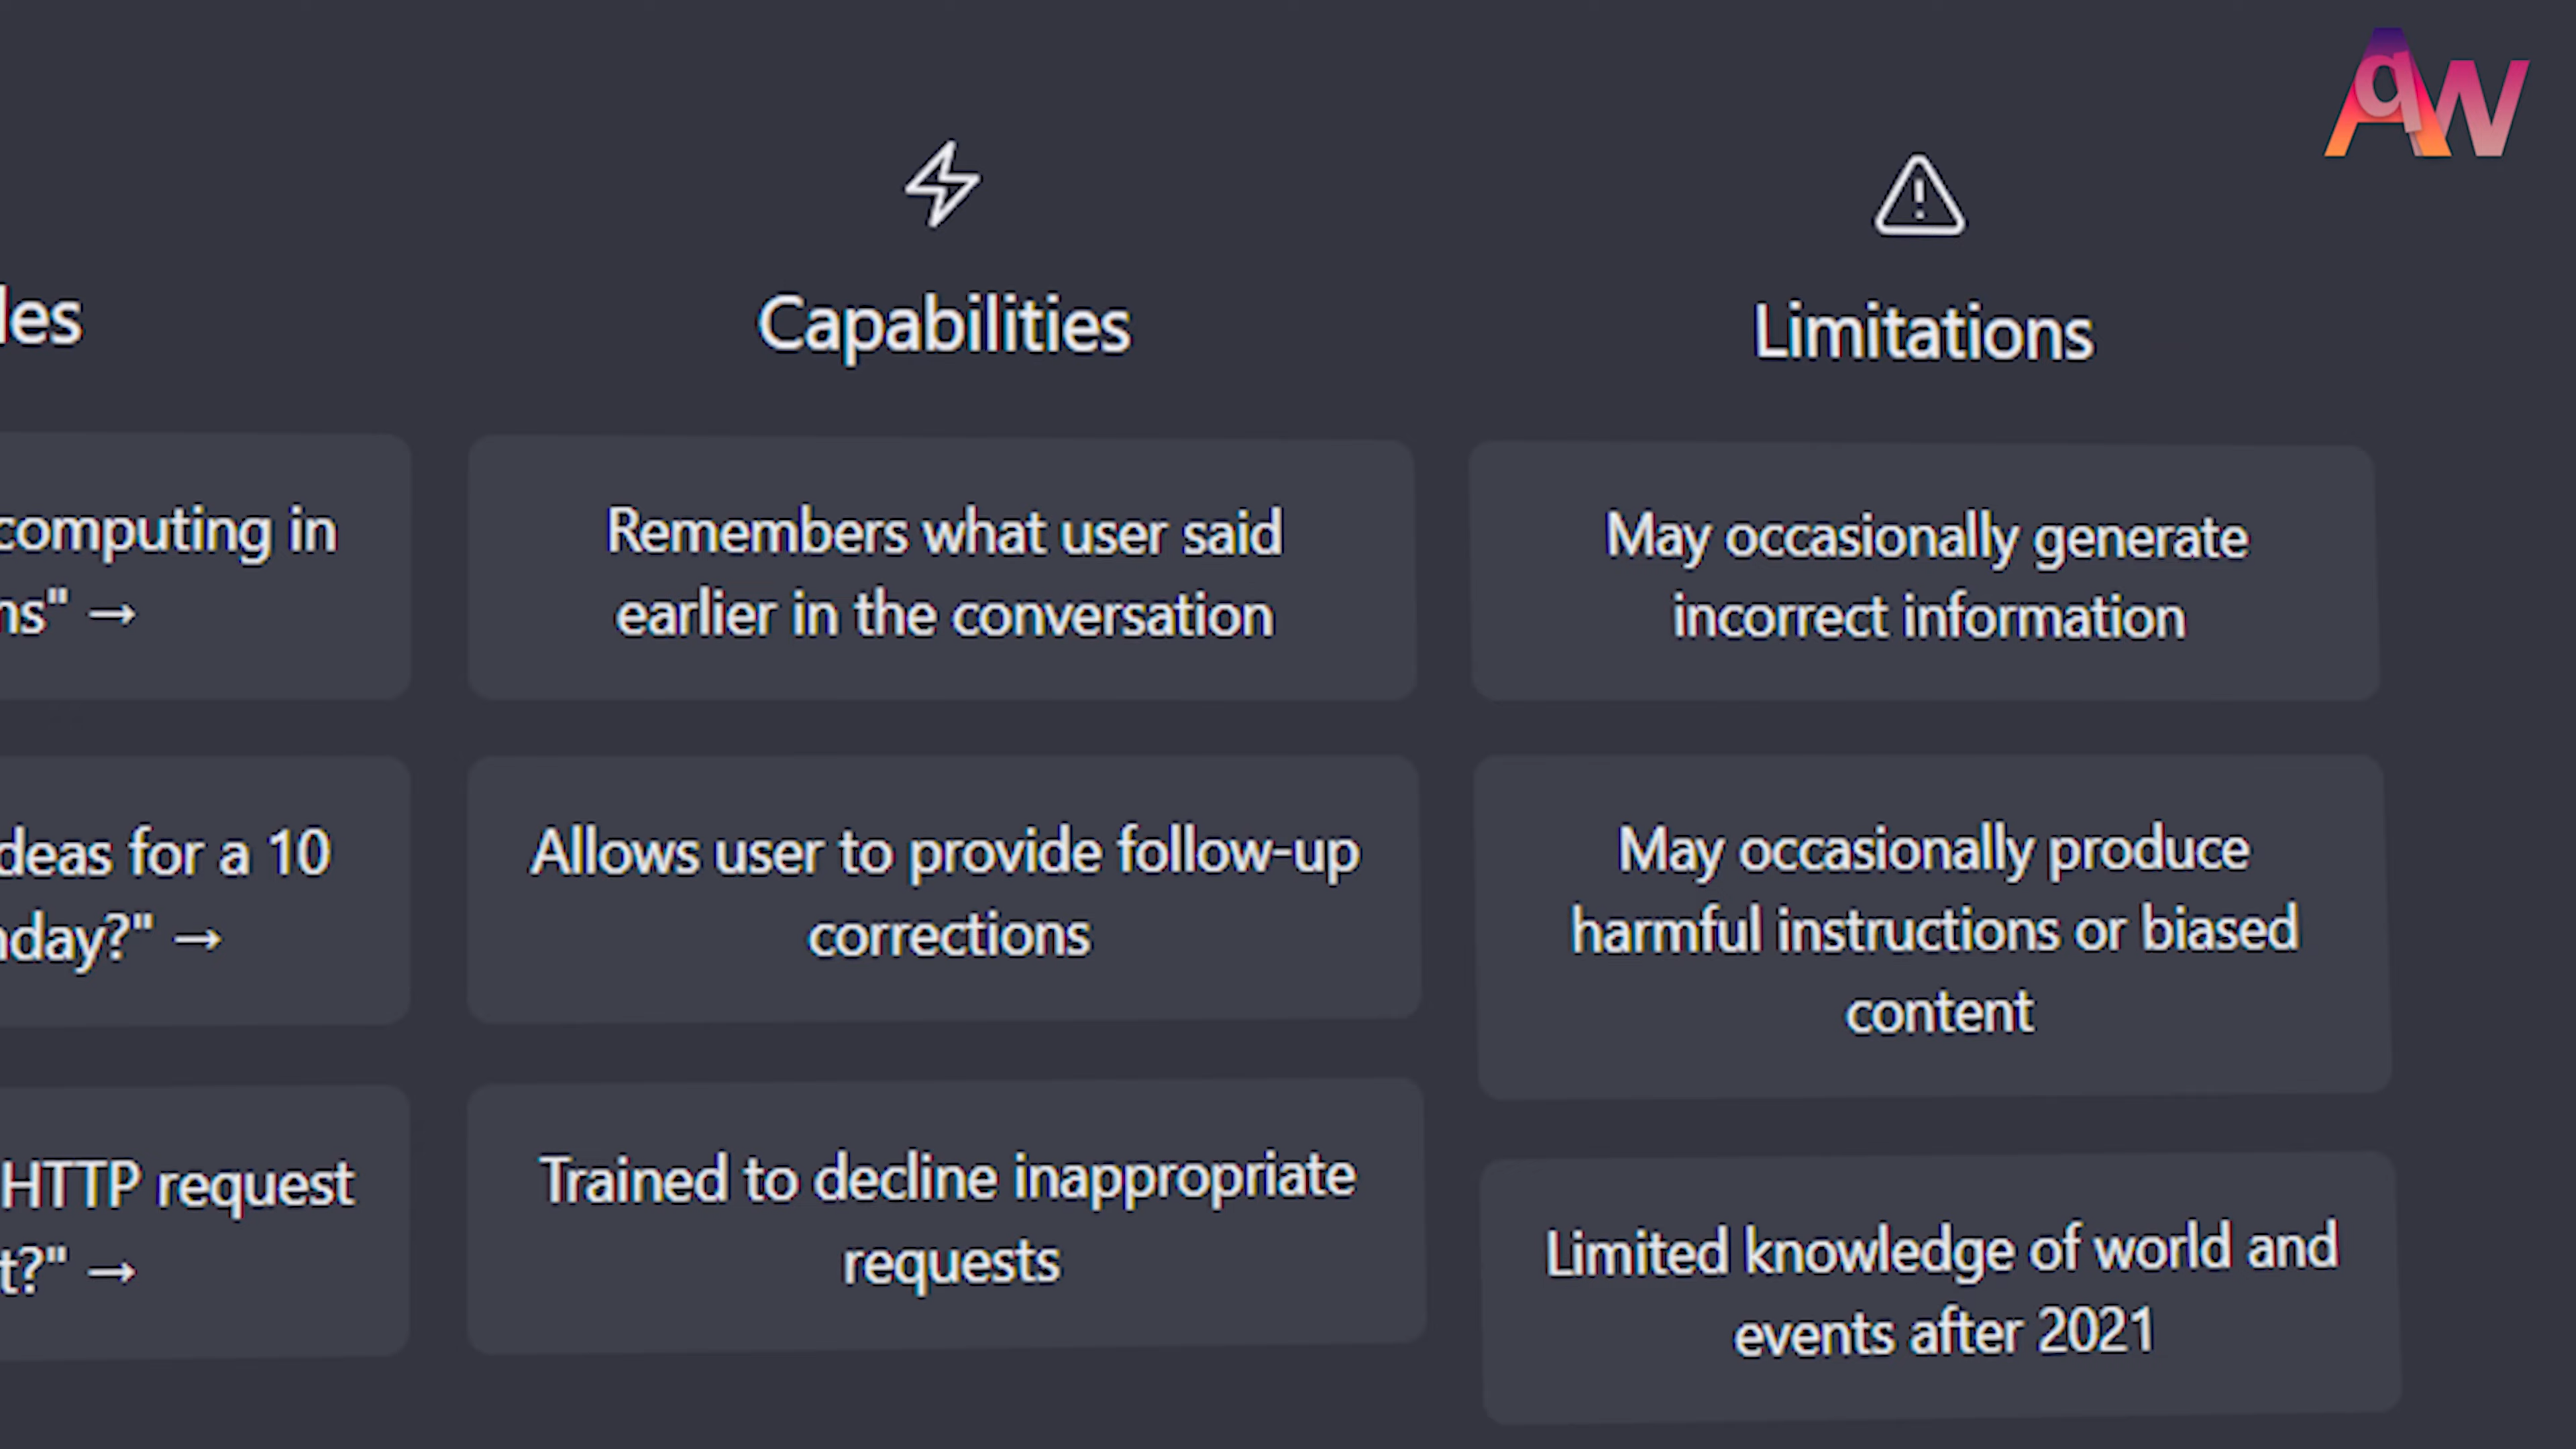 les
computing in
ns" →
deas for a 10
nday?" →
HTTP request
t?" →
Capabilities
Remembers what user said
earlier in the conversation
Allows user to provide follow-up
corrections
Trained to decline inappropriate
requests
Limitations
May occasionally generate
incorrect information
May occasionally produce
harmful instructions or biased
content
Limited knowledge of world and
events after 2021
AqW